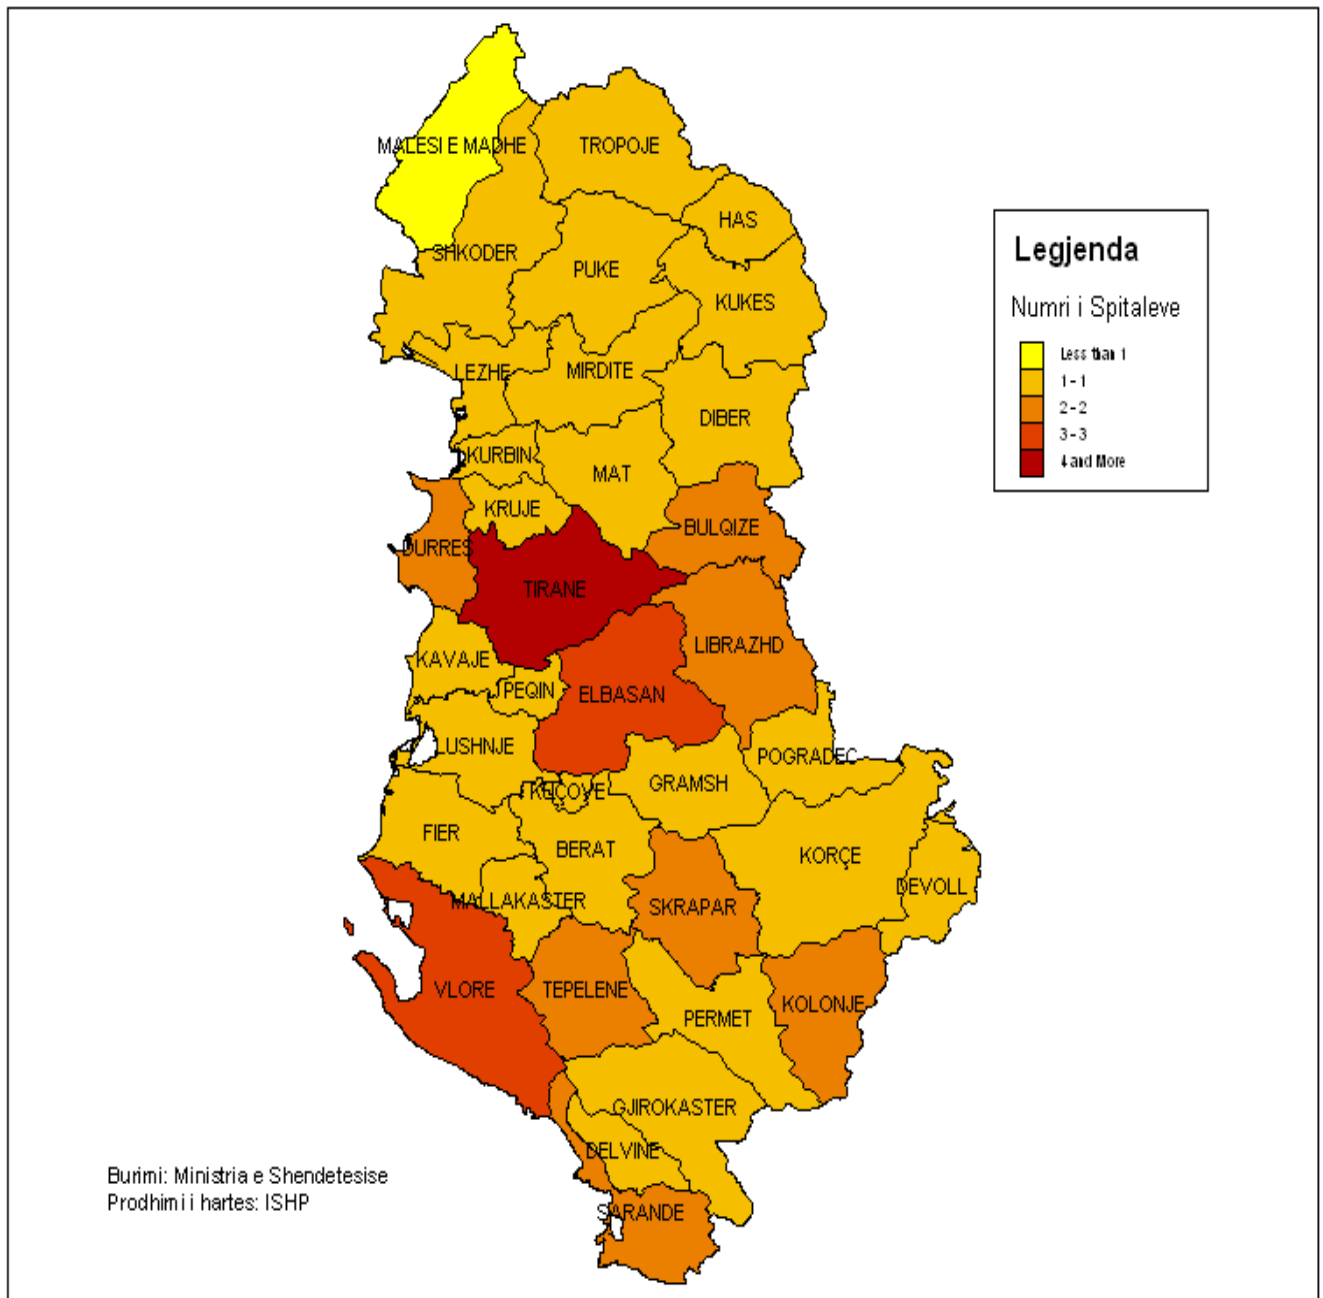 MALESI E MADHE
TROPOJE
HAS
SHKODER
PUKE
KUKES
LEZHE
MIRDITE
DIBER
KURBIN
MAT
KRUJE
BULQIZE
DURRES
TIRANE
LIBRAZHD
KAVAJE
PEQIN
ELBASAN
LUSHNJE
POGRADEC
GRAMSH
KUÇOVE
FIER
BERAT
KORÇE
DEVOLL
MALLAKASTER
SKRAPAR
VLORE
TEPELENE
KOLONJE
PERMET
GJIROKASTER
DELVINE
SARANDE
Legjenda
Numri i Spitaleve
Less than 1
1 - 1
2 - 2
3 - 3
4 and More
Burimi: Ministria e Shendetesise
Prodhimi i hartes: ISHP